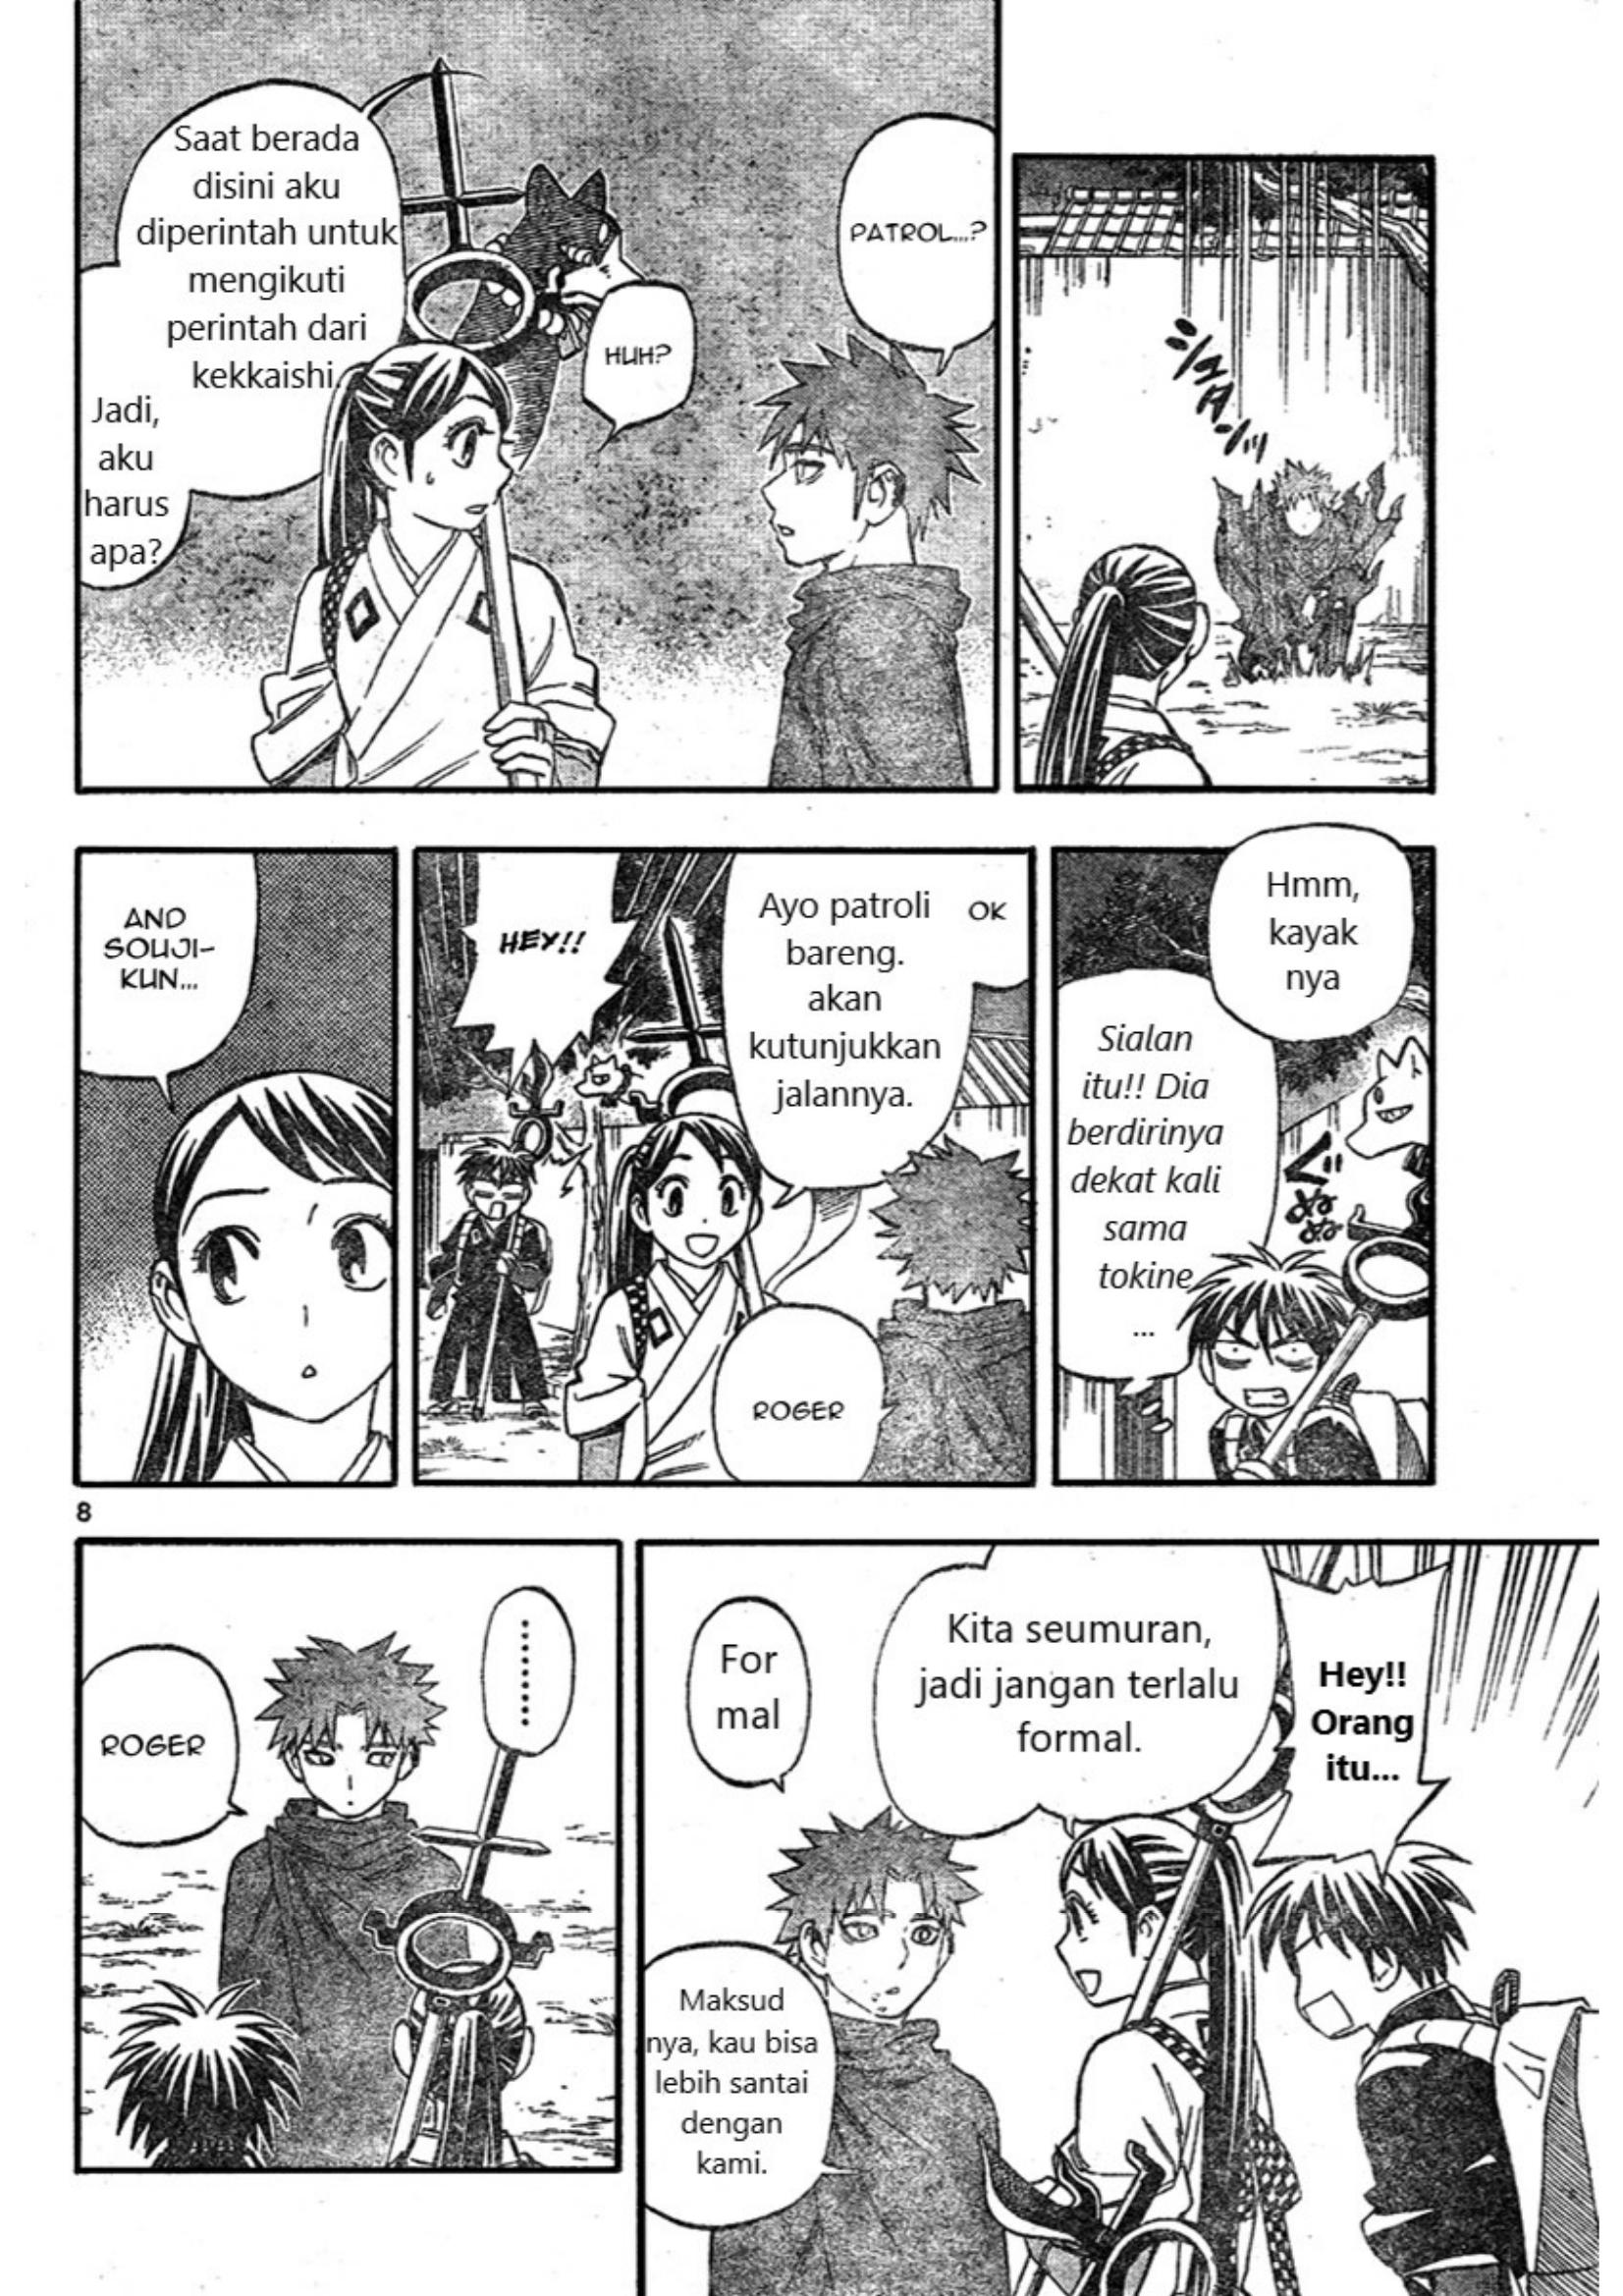 PATROL...?
HUH?
Saat berada
disini aku
diperintah untuk
mengikuti
perintah dari
kekkaishi.
Jadi,
aku
harus
apa?
Hmm,
kayak
nya
Sialan
itu!! Dia
berdirinya
dekat kali
sama
tokine
...
OK
Ayo patroli
bareng.
akan
kutunjukkan
jalannya.
HEY!!
ROGER
AND
SOUJI-
KUN...
8
Hey!!
Orang
itu...
Kita seumuran,
jadi jangan terlalu
formal.
For
mal
Maksud
nya, kau bisa
lebih santai
dengan
kami.
.........
ROGER